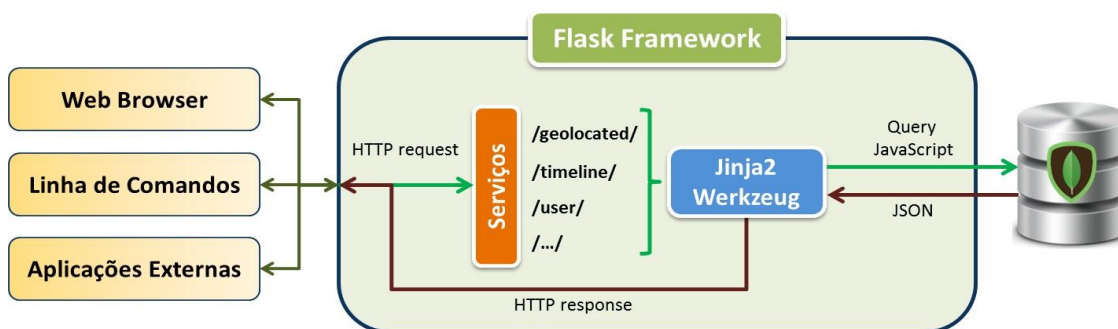 Flask Framework
Web Browser
Linha de Comandos
Aplicações Externas
HTTP request
Serviços
/geolocated/
/timeline/
/user/
/.../
Jinja2
Werkzeug
Query
JavaScript
JSON
HTTP response